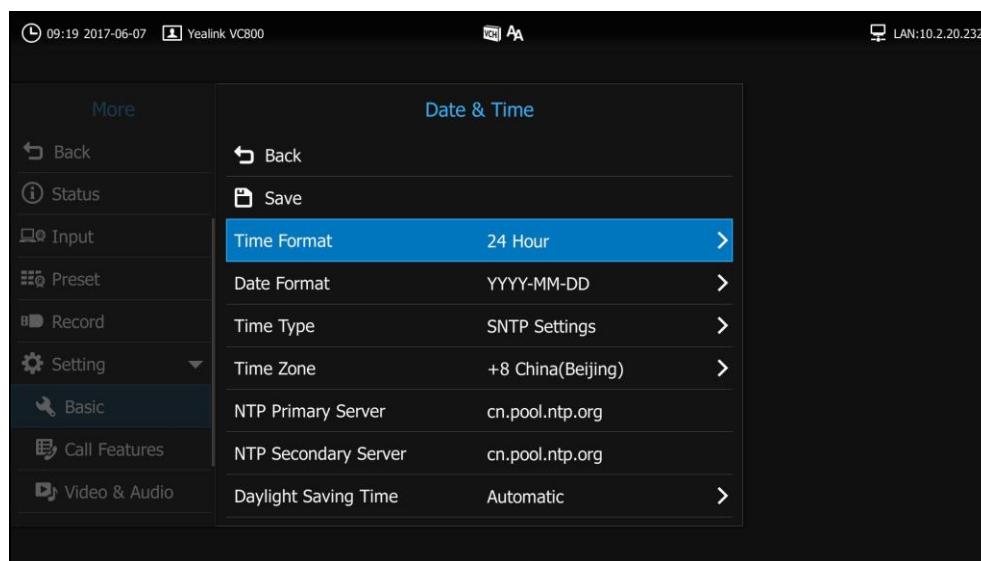 09:19 2017-06-07 Yealink VC800 VCH AA LAN:10.2.20.232
More
Back
Status
Input
Preset
Record
Setting
Basic
Call Features
Video & Audio
Date & Time
Back
Save
Time Format 24 Hour
Date Format YYYY-MM-DD
Time Type SNTP Settings
Time Zone +8 China(Beijing)
NTP Primary Server cn.pool.ntp.org
NTP Secondary Server cn.pool.ntp.org
Daylight Saving Time Automatic